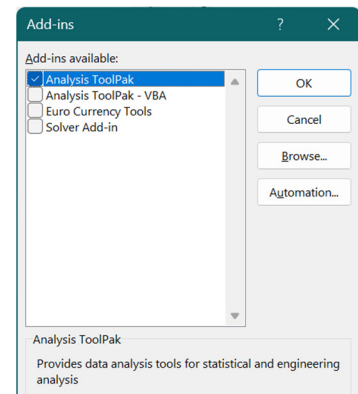 Add-ins
Add-ins available:
Analysis ToolPak
Analysis ToolPak - VBA
Euro Currency Tools
Solver Add-in
OK
Cancel
Browse...
Automation...
Analysis ToolPak
Provides data analysis tools for statistical and engineering
analysis